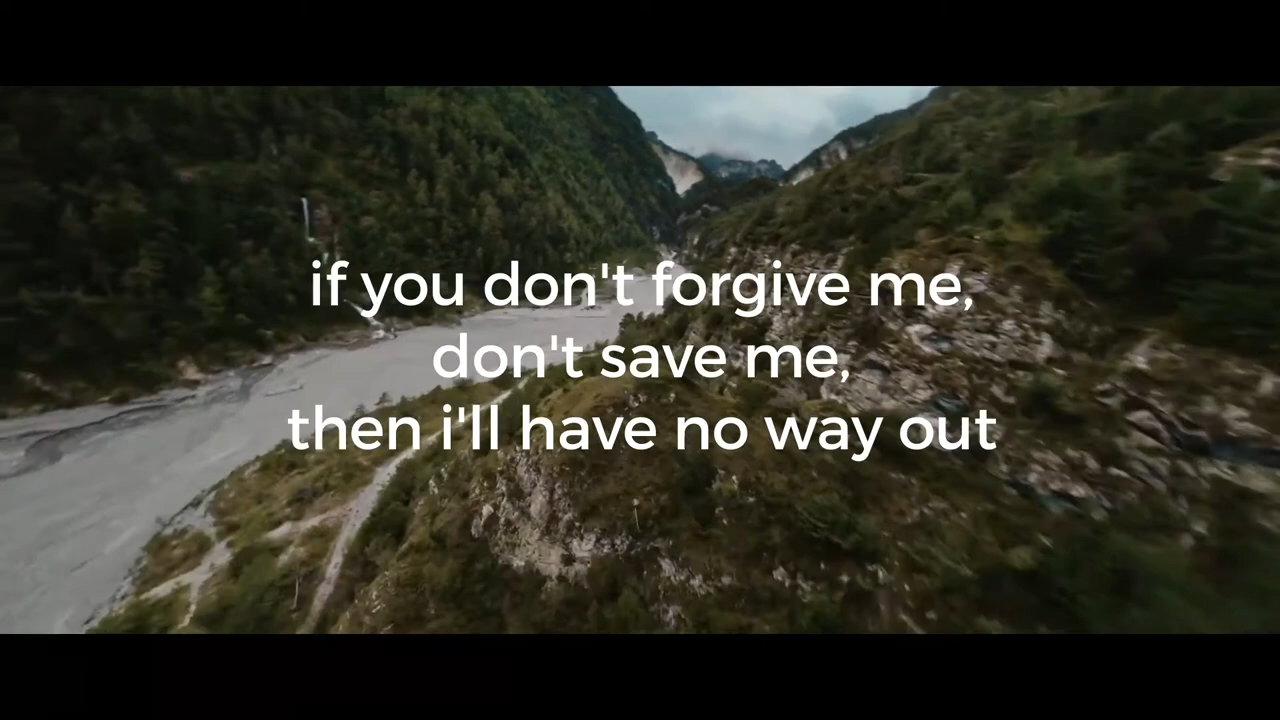 if you don't forgive me,
don't save me,
then i'll have no way out